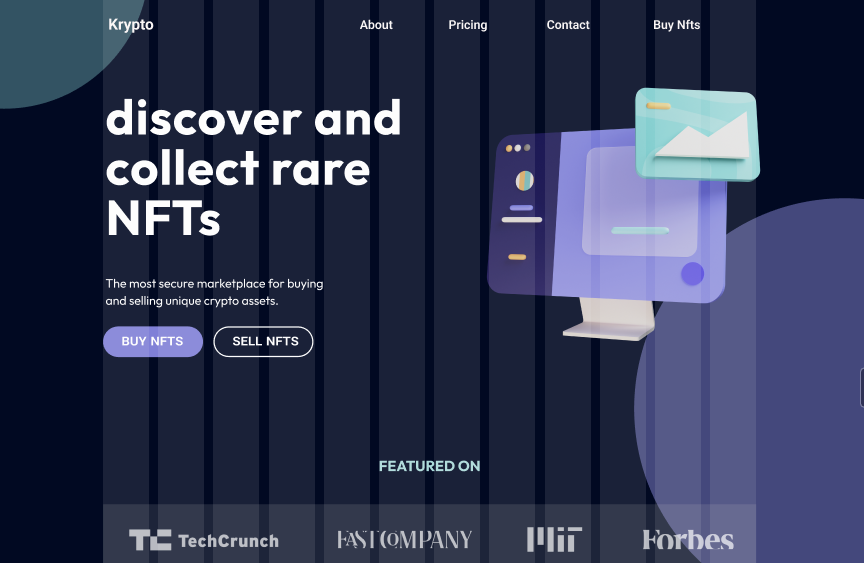 Krypto
About
Pricing
Contact
Buy Nfts
discover and
collect rare
NFTs
The most secure marketplace for buying
and selling unique crypto assets.
BUY NFTS
SELL NFTS
FEATURED ON
TC TechCrunch
FAST COMPANY
MIT
Forbes